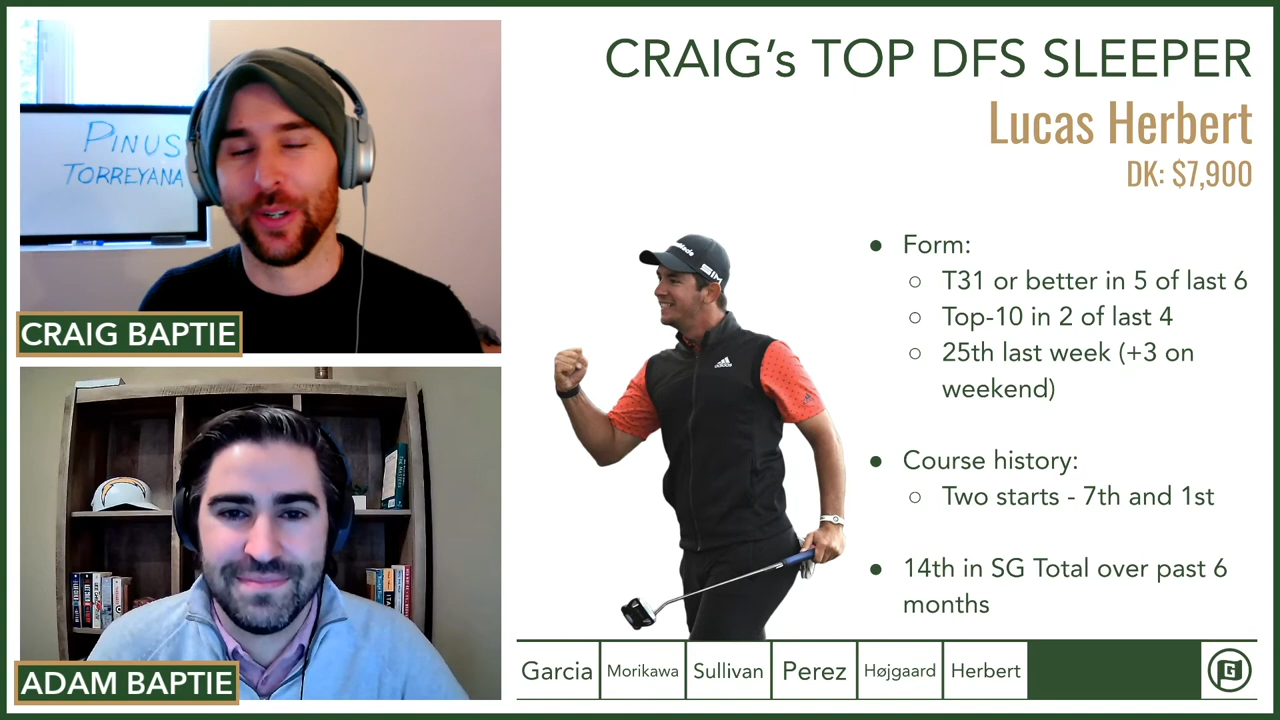 CRAIG's TOP DFS SLEEPER
Lucas Herbert
DK: $7,900
PINUS
TORREYANA
CRAIG BAPTIE
ADAM BAPTIE
TaylorMade
SIM
adidas
● Form:
○ T31 or better in 5 of last 6
○ Top-10 in 2 of last 4
○ 25th last week (+3 on
weekend)
● Course history:
○ Two starts - 7th and 1st
● 14th in SG Total over past 6
months
Garcia
Morikawa
Sullivan
Perez
Højgaard
Herbert
G